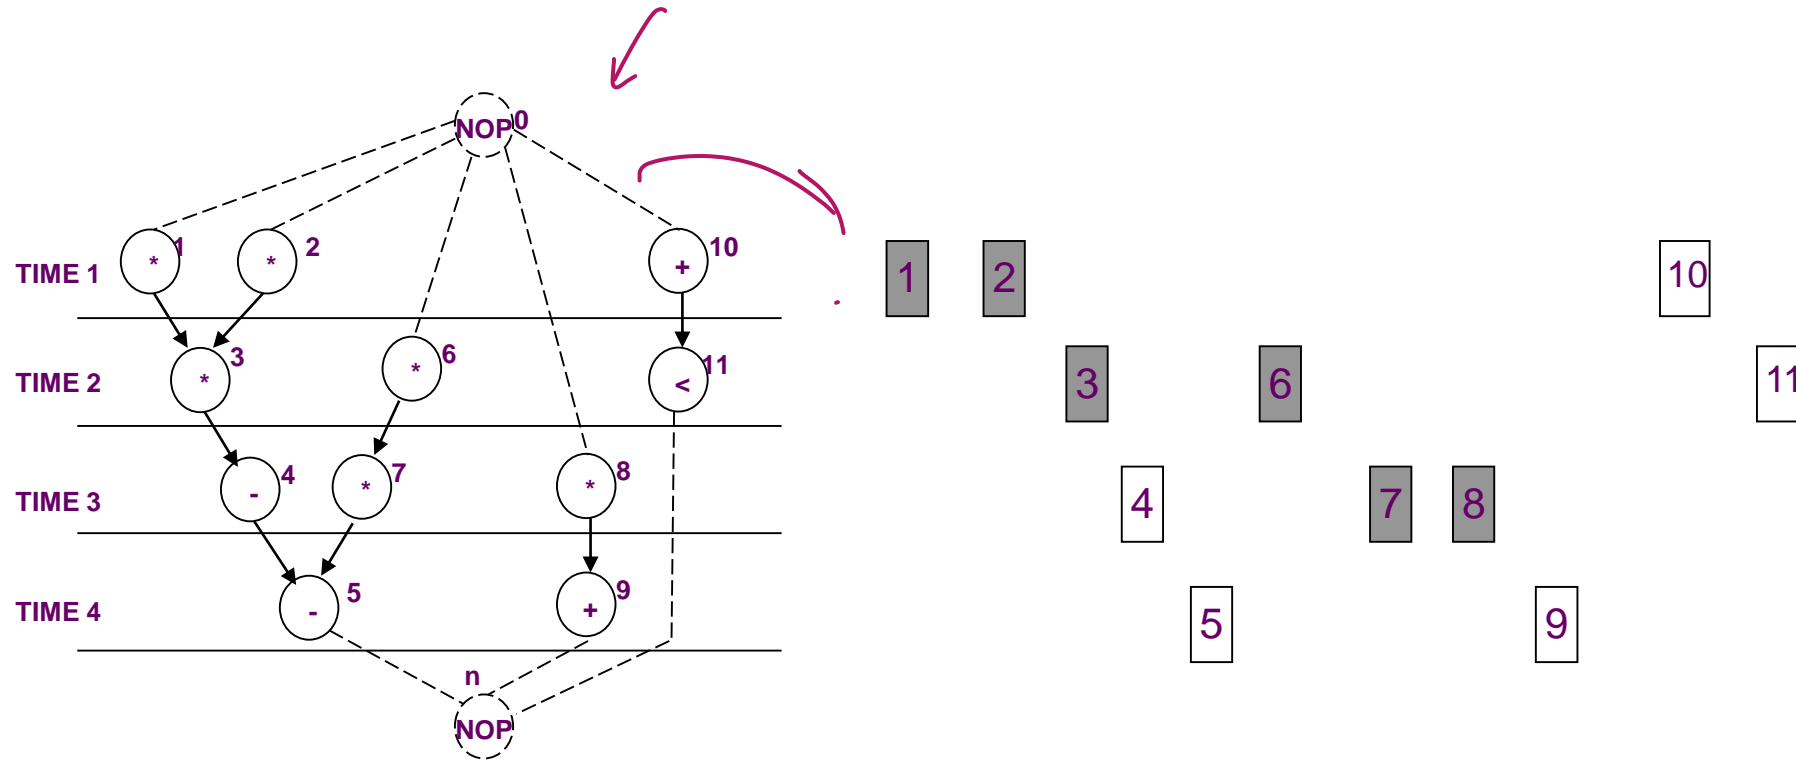 NOP 0
1 2 10
* * +
TIME 1
1 2 10
3 6 11
* * <
TIME 2
3 6 11
4 7 8
- * *
TIME 3
4 7 8
5 9
- +
TIME 4
5 9
n
NOP